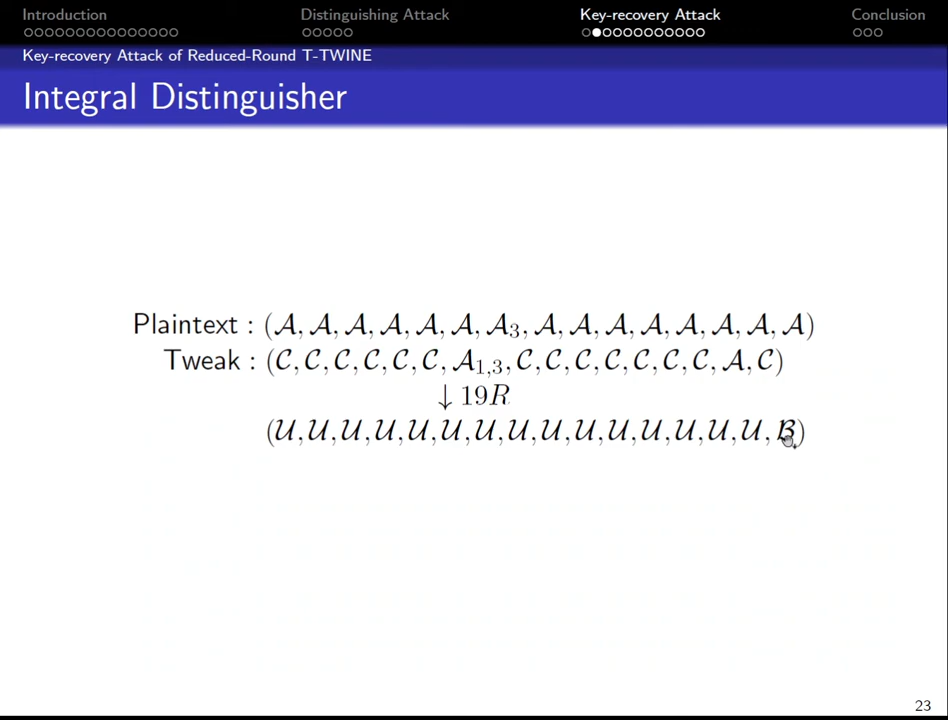 Introduction
Distinguishing Attack
Key-recovery Attack
Conclusion
Key-recovery Attack of Reduced-Round T-TWINE
Integral Distinguisher
Plaintext : (𝒜, 𝒜, 𝒜, 𝒜, 𝒜, 𝒜, 𝒜₃, 𝒜, 𝒜, 𝒜, 𝒜, 𝒜, 𝒜, 𝒜, 𝒜)
Tweak : (𝒞, 𝒞, 𝒞, 𝒞, 𝒞, 𝒞, 𝒜₁,₃, 𝒞, 𝒞, 𝒞, 𝒞, 𝒞, 𝒞, 𝒞, 𝒜, 𝒞)
↓ 19R
(𝒰, 𝒰, 𝒰, 𝒰, 𝒰, 𝒰, 𝒰, 𝒰, 𝒰, 𝒰, 𝒰, 𝒰, 𝒰, 𝒰, 𝒰, ℬ)
23